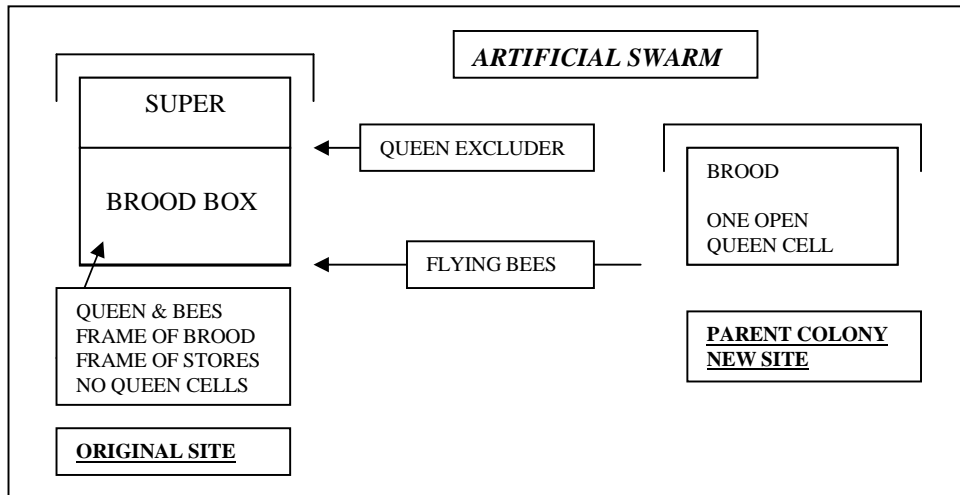 ARTIFICIAL SWARM
SUPER
BROOD BOX
QUEEN EXCLUDER
FLYING BEES
BROOD
ONE OPEN
QUEEN CELL
QUEEN & BEES
FRAME OF BROOD
FRAME OF STORES
NO QUEEN CELLS
ORIGINAL SITE
PARENT COLONY
NEW SITE